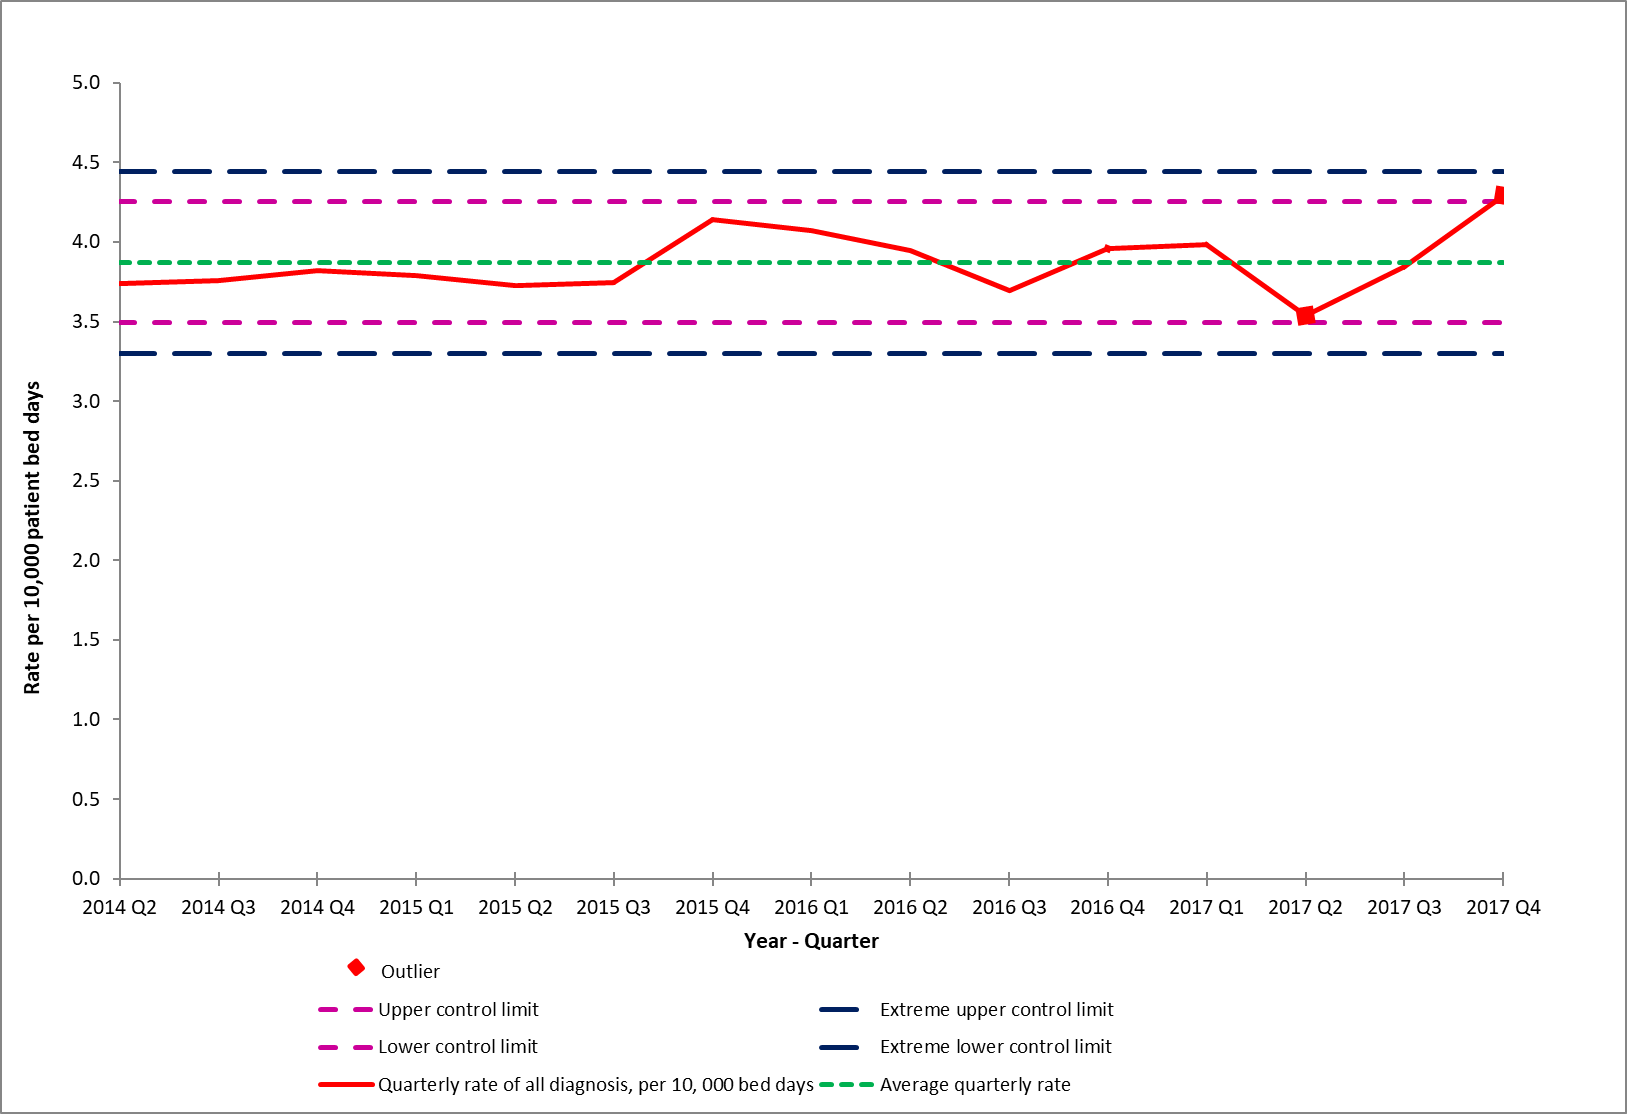 5.0
4.5
4.0
3.5
3.0
2.5
2.0
1.5
1.0
0.5
0.0
Rate per 10,000 patient bed days
2014 Q2 2014 Q3 2014 Q4 2015 Q1 2015 Q2 2015 Q3 2015 Q4 2016 Q1 2016 Q2 2016 Q3 2016 Q4 2017 Q1 2017 Q2 2017 Q3 2017 Q4
Year - Quarter
Outlier
Upper control limit Extreme upper control limit
Lower control limit Extreme lower control limit
Quarterly rate of all diagnosis, per 10, 000 bed days Average quarterly rate